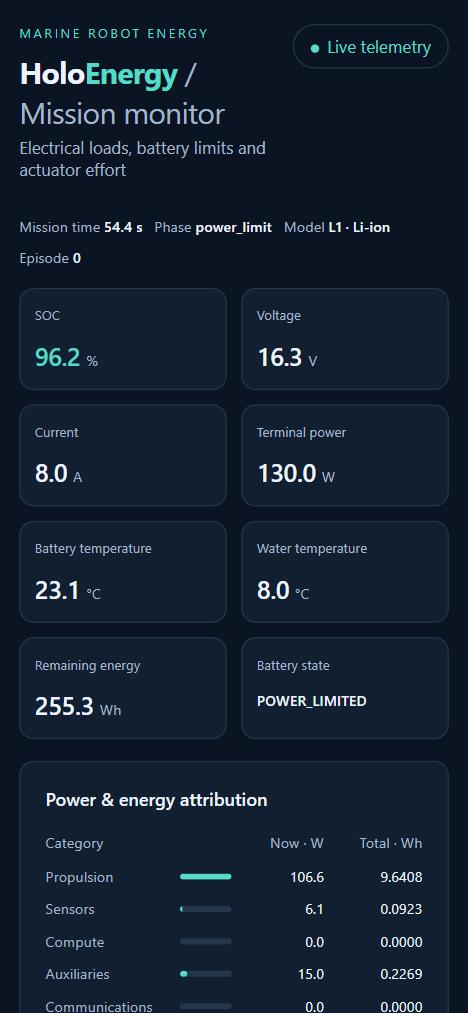 MARINE ROBOT ENERGY
Live telemetry
HoloEnergy /
Mission monitor
Electrical loads, battery limits and
actuator effort
Mission time 54.4 s Phase power_limit Model L1 · Li-ion
Episode 0
SOC
96.2 %
Voltage
16.3 V
Current
8.0 A
Terminal power
130.0 W
Battery temperature
23.1 °C
Water temperature
8.0 °C
Remaining energy
255.3 Wh
Battery state
POWER_LIMITED
Power & energy attribution
Category Now · W Total · Wh
Propulsion 106.6 9.6408
Sensors 6.1 0.0923
Compute 0.0 0.0000
Auxiliaries 15.0 0.2269
Communications 0.0 0.0000